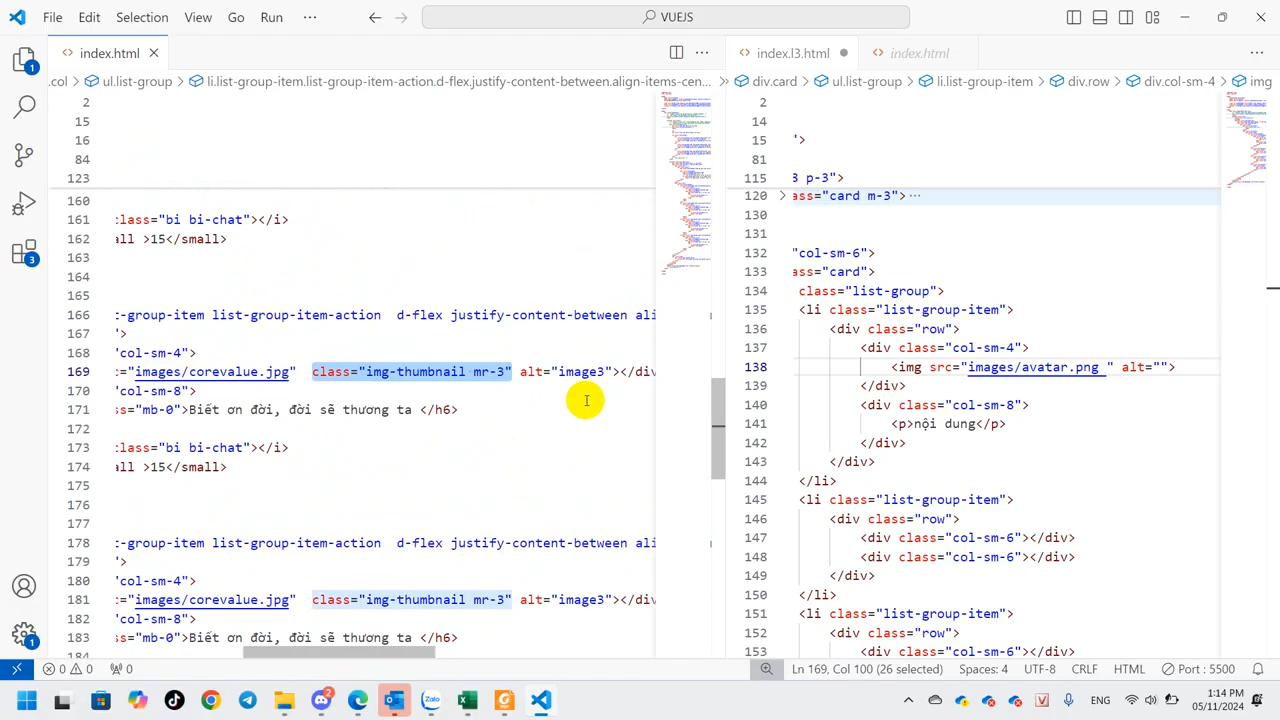 File Edit Selection View Go Run ··· VUEJS
index.html
index.l3.html index.html
.col ul.list-group li.list-group-item.list-group-item-action.d-flex.justify-content-between.align-items-cen...
div.card ul.list-group li.list-group-item div.row div.col-sm-4 img
2
15
84
123
160
161 class="bi bi-chat"></i>
162 all >15</small>
163
164
165
166 t-group-item list-group-item-action  d-flex justify-content-between ali
167 ">
168 "col-sm-4">
169 ="images/corevalue.jpg"  class="img-thumbnail mr-3" alt="image3"></div
170 "col-sm-8">
171 ss="mb-0">Biết ơn đời, đời sẽ thương ta </h6>
172
173 class="bi bi-chat"></i>
174 all >15</small>
175
176
177
178 t-group-item list-group-item-action  d-flex justify-content-between ali
179 ">
180 "col-sm-4">
181 ="images/corevalue.jpg"  class="img-thumbnail mr-3" alt="image3"></div
182 "col-sm-8">
183 ss="mb-0">Biết ơn đời, đời sẽ thương ta </h6>
184
2
14
15 ">
81
115 3 p-3">
120 ass="card m-3">···
130
131
132 "col-sm-6">
133 ass="card">
134 class="list-group">
135 <li class="list-group-item">
136 <div class="row">
137 <div class="col-sm-4">
138 <img src="images/avatar.png " alt="">
139 </div>
140 <div class="col-sm-8">
141 <p>nội dung</p>
142 </div>
143 </div>
144 </li>
145 <li class="list-group-item">
146 <div class="row">
147 <div class="col-sm-6"></div>
148 <div class="col-sm-6"></div>
149 </div>
150 </li>
151 <li class="list-group-item">
152 <div class="row">
153 <div class="col-sm-6"></div>
1
3
1
0 0 0 Ln 169, Col 100 (26 selected) Spaces: 4 UTF-8 CRLF HTML Port : 5500
Zalo ENG 1:14 PM
05/11/2024